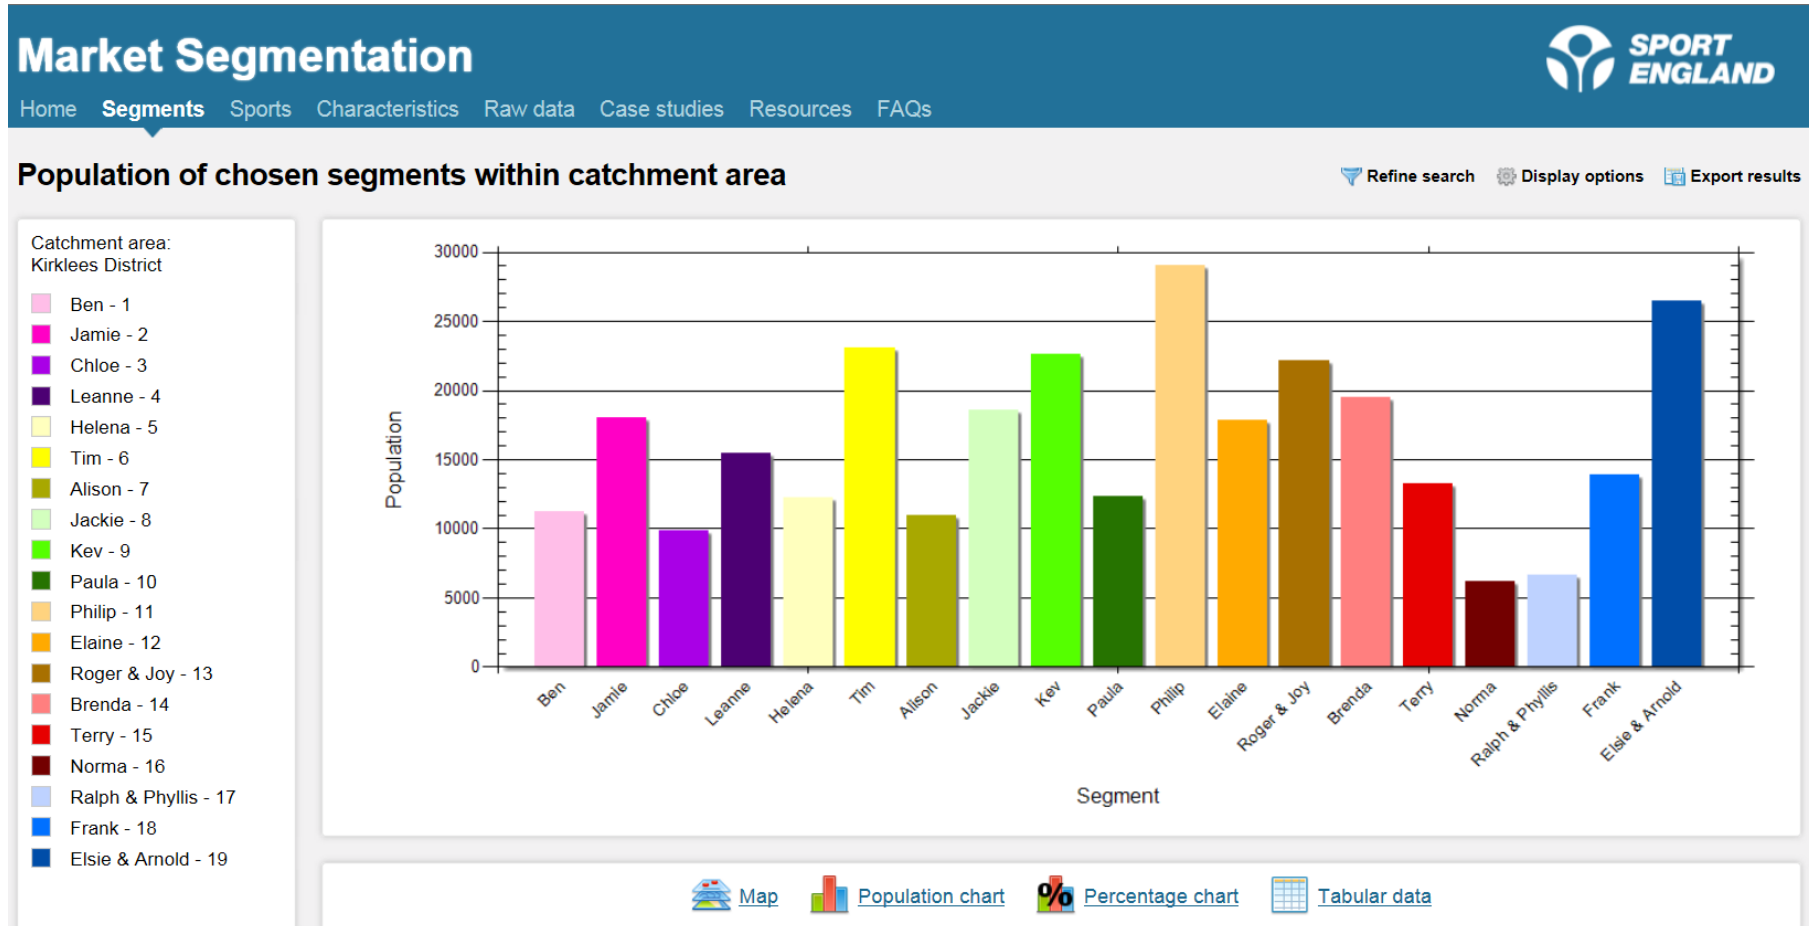 Market Segmentation
SPORT
ENGLAND
Home Segments Sports Characteristics Raw data Case studies Resources FAQs
Population of chosen segments within catchment area
Refine search Display options Export results
Catchment area:
Kirklees District
Ben - 1
Jamie - 2
Chloe - 3
Leanne - 4
Helena - 5
Tim - 6
Alison - 7
Jackie - 8
Kev - 9
Paula - 10
Philip - 11
Elaine - 12
Roger & Joy - 13
Brenda - 14
Terry - 15
Norma - 16
Ralph & Phyllis - 17
Frank - 18
Elsie & Arnold - 19
Population
30000
25000
20000
15000
10000
5000
0
Ben
Jamie
Chloe
Leanne
Helena
Tim
Alison
Jackie
Kev
Paula
Philip
Elaine
Roger & Joy
Brenda
Terry
Norma
Ralph & Phyllis
Frank
Elsie & Arnold
Segment
Map
Population chart
%
Percentage chart
Tabular data